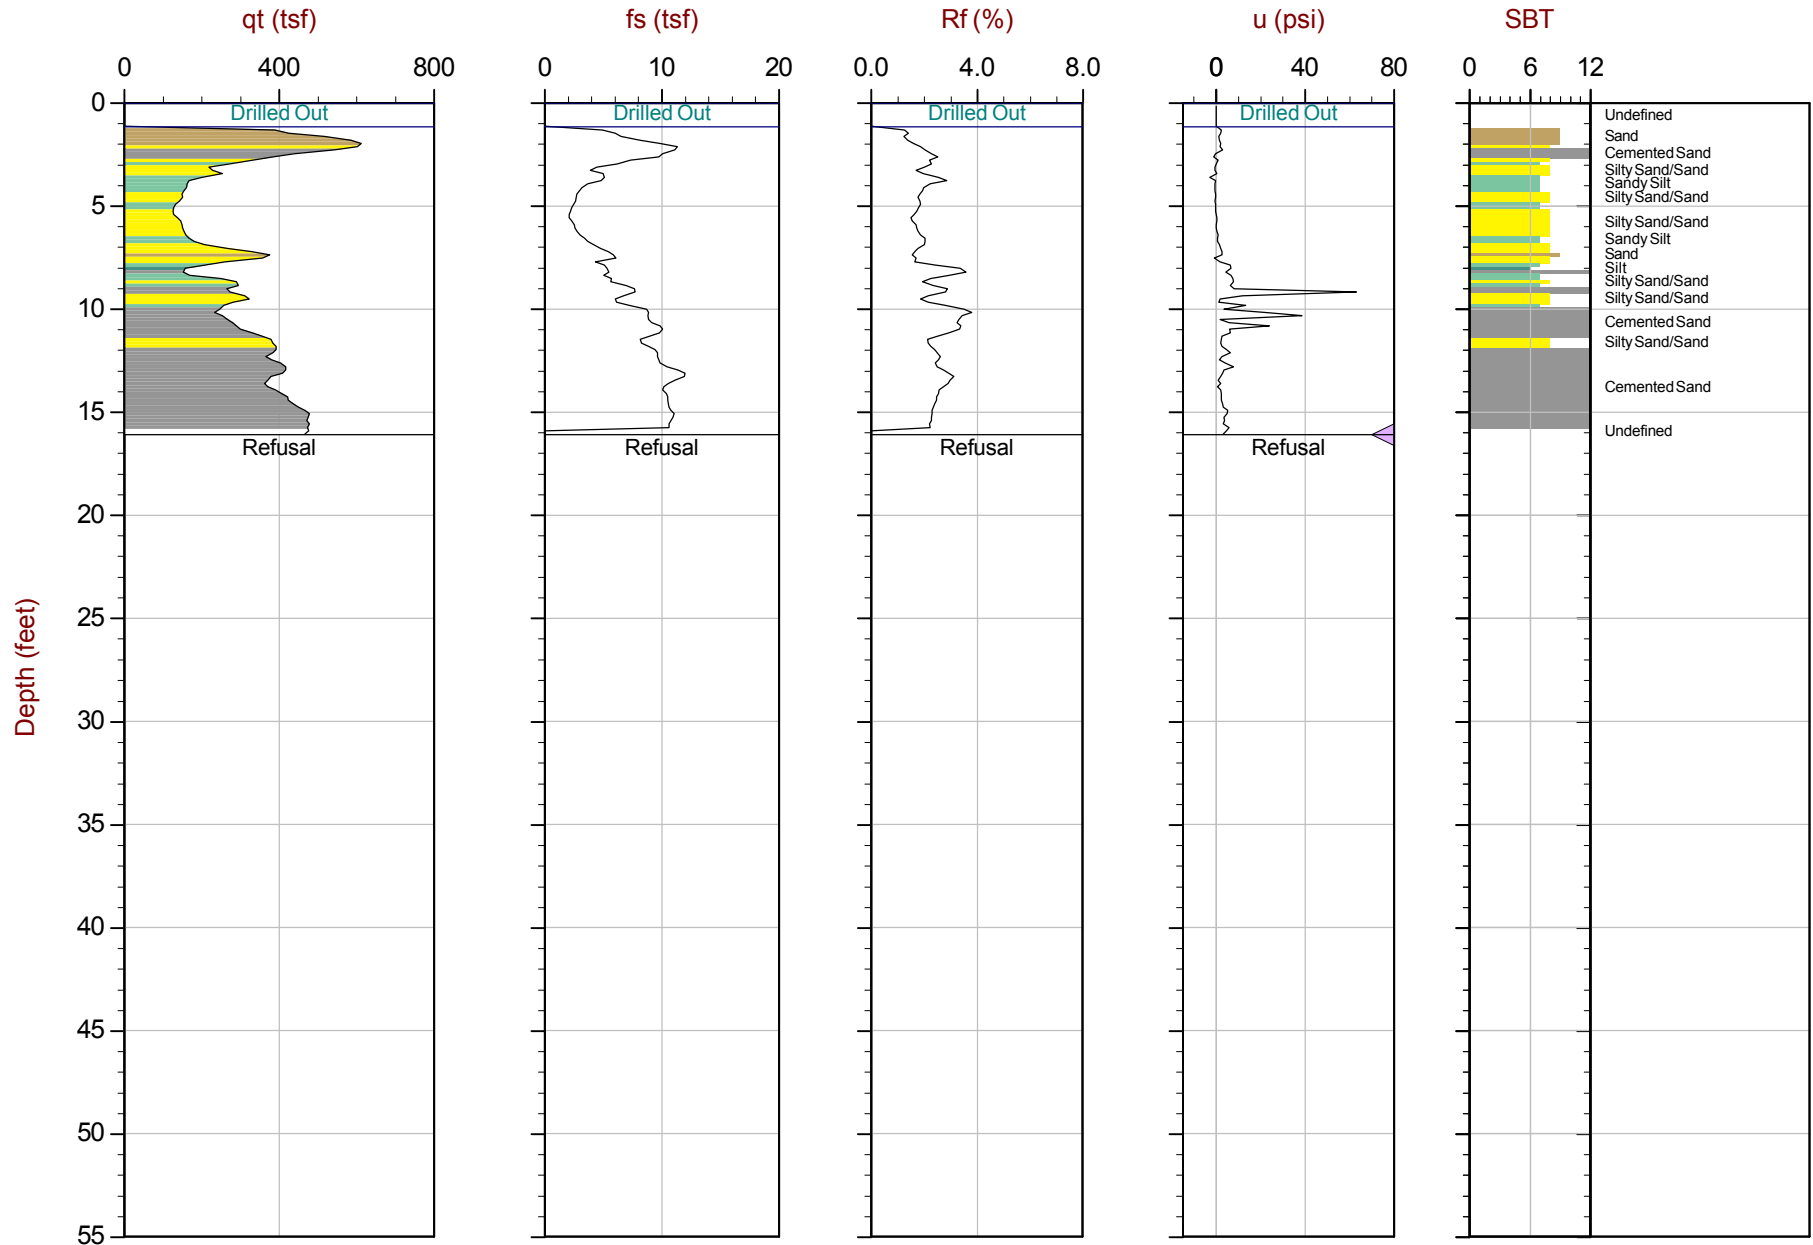 qt (tsf) fs (tsf) Rf (%) u (psi) SBT
0 400 800 0 10 20 0.0 4.0 8.0 0 40 80 0 6 12
0
Drilled Out Drilled Out Drilled Out Drilled Out
Undefined
Sand
Cemented Sand
Silty Sand/Sand
Sandy Silt
Silty Sand/Sand
5
Silty Sand/Sand
Sandy Silt
Sand
Silt
Silty Sand/Sand
Silty Sand/Sand
10
Cemented Sand
Silty Sand/Sand
Cemented Sand
15
Undefined
Refusal Refusal Refusal Refusal
20
25
Depth (feet)
30
35
40
45
50
55